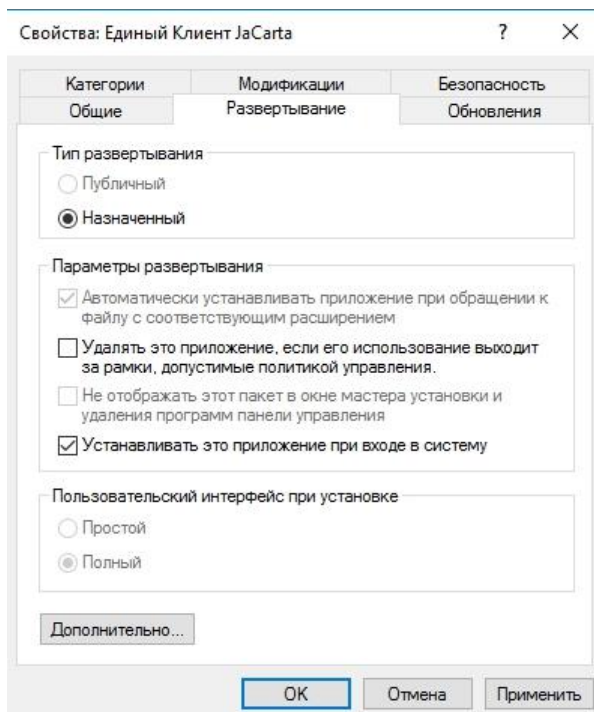 Свойства: Единый Клиент JaCarta
?
Категории
Модификации
Безопасность
Общие
Развертывание
Обновления
Тип развертывания
Публичный
Назначенный
Параметры развертывания
Автоматически устанавливать приложение при обращении к
файлу с соответствующим расширением
Удалять это приложение, если его использование выходит
за рамки, допустимые политикой управления.
Не отображать этот пакет в окне мастера установки и
удаления программ панели управления
Устанавливать это приложение при входе в систему
Пользовательский интерфейс при установке
Простой
Полный
Дополнительно...
OK
Отмена
Применить